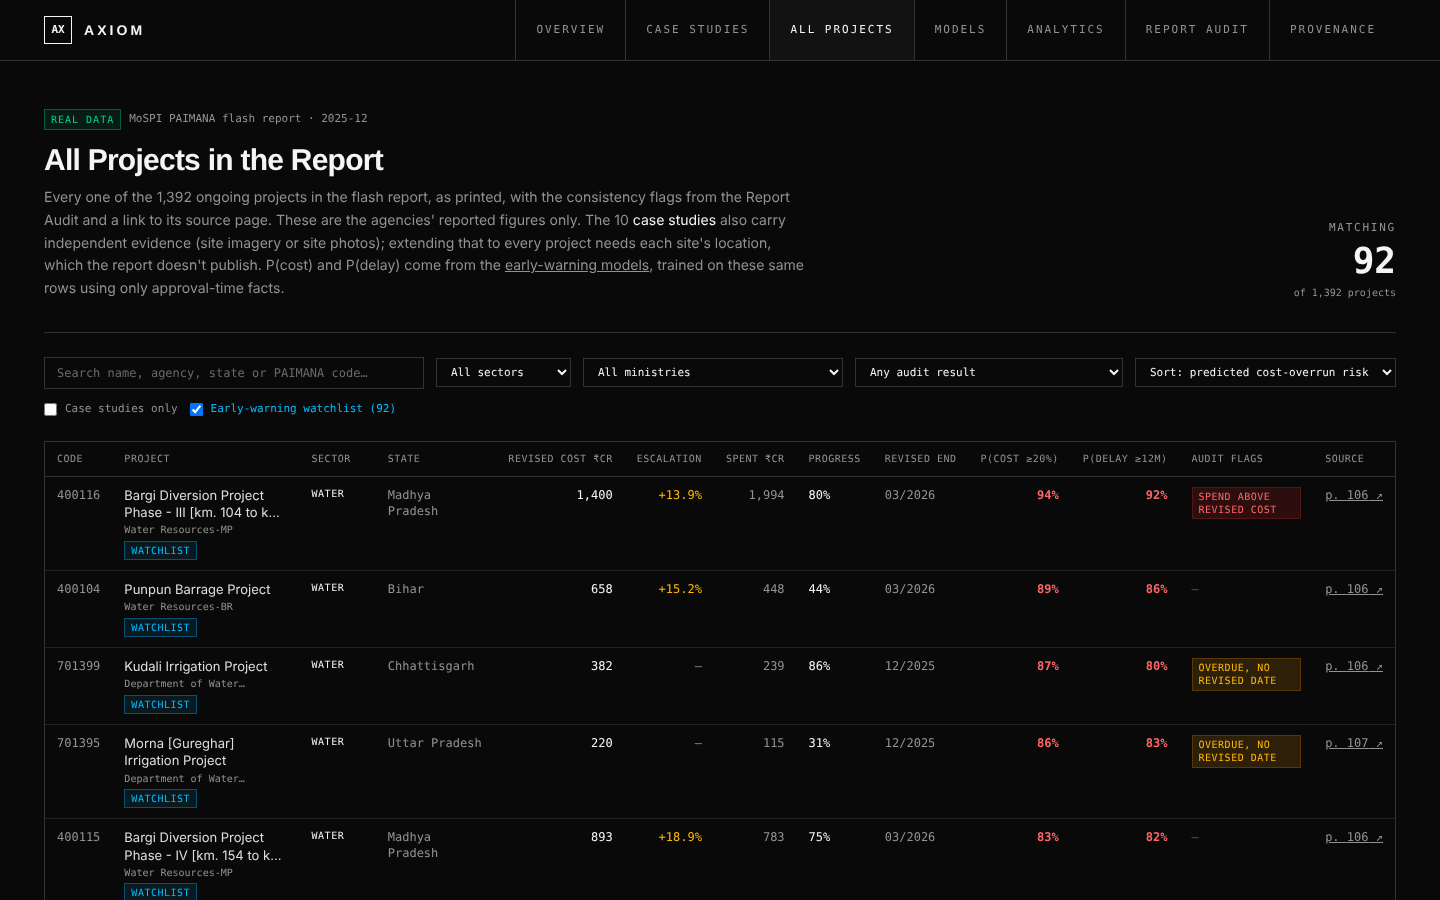 AX AXIOM
OVERVIEW
CASE STUDIES
ALL PROJECTS
MODELS
ANALYTICS
REPORT AUDIT
PROVENANCE
REAL DATA MoSPI PAIMANA flash report · 2025-12
All Projects in the Report
Every one of the 1,392 ongoing projects in the flash report, as printed, with the consistency flags from the Report
Audit and a link to its source page. These are the agencies' reported figures only. The 10 case studies also carry
independent evidence (site imagery or site photos); extending that to every project needs each site's location,
which the report doesn't publish. P(cost) and P(delay) come from the early-warning models, trained on these same
rows using only approval-time facts.
MATCHING
92
of 1,392 projects
Search name, agency, state or PAIMANA code…
All sectors
All ministries
Any audit result
Sort: predicted cost-overrun risk
Case studies only
Early-warning watchlist (92)
CODE PROJECT SECTOR STATE REVISED COST ₹CR ESCALATION SPENT ₹CR PROGRESS REVISED END P(COST ≥20%) P(DELAY ≥12M) AUDIT FLAGS SOURCE
400116 Bargi Diversion Project WATER Madhya 1,400 +13.9% 1,994 80% 03/2026 94% 92% SPEND ABOVE p. 106 ↗
Phase - III [km. 104 to k… Pradesh REVISED COST
Water Resources-MP
WATCHLIST
400104 Punpun Barrage Project WATER Bihar 658 +15.2% 448 44% 03/2026 89% 86% — p. 106 ↗
Water Resources-BR
WATCHLIST
701399 Kudali Irrigation Project WATER Chhattisgarh 382 — 239 86% 12/2025 87% 80% OVERDUE, NO p. 106 ↗
Department of Water… REVISED DATE
WATCHLIST
701395 Morna [Gureghar] WATER Uttar Pradesh 220 — 115 31% 12/2025 86% 83% OVERDUE, NO p. 107 ↗
Irrigation Project REVISED DATE
Department of Water…
WATCHLIST
400115 Bargi Diversion Project WATER Madhya 893 +18.9% 783 75% 03/2026 83% 82% — p. 106 ↗
Phase - IV [km. 154 to k… Pradesh
Water Resources-MP
WATCHLIST